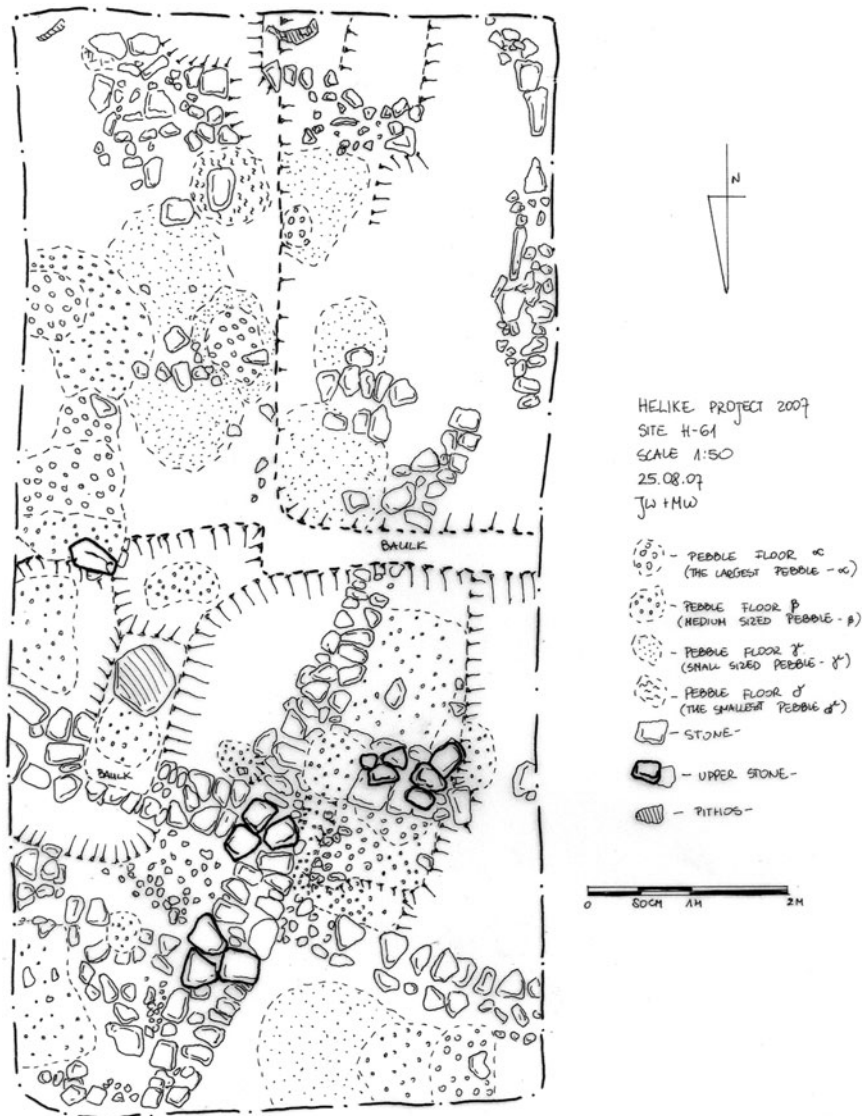 N
HELIKE PROJECT 2007
SITE H-61
SCALE 1:50
25.08.07
JW + MW
BAULK
- PEBBLE FLOOR α
(THE LARGEST PEBBLE - α)
- PEBBLE FLOOR β
(MEDIUM SIZED PEBBLE - β)
- PEBBLE FLOOR γ
(SMALL SIZED PEBBLE - γ)
- PEBBLE FLOOR δ
(THE SMALLEST PEBBLE δ)
- STONE -
- UPPER STONE -
- PITHOS -
BAULK
0 50CM 1M 2M